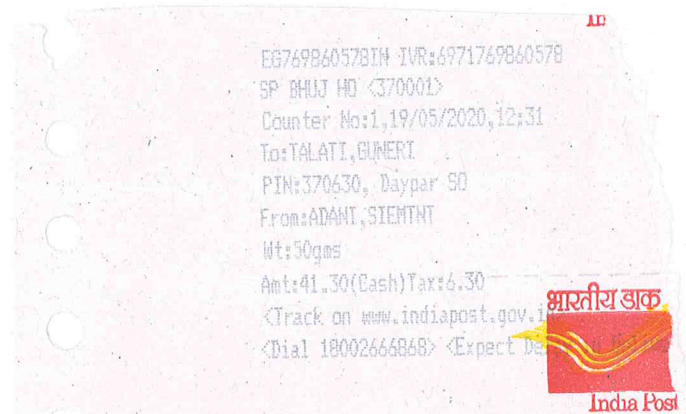 EG769860578IN IVR:6971769860578
SP BHUJ HO <370001>
Counter No:1,19/05/2020,12:31
To:TALATI,GUNERI
PIN:370630, Daypar SO
From:ADANI,SIEMTNT
Wt:50gms
Amt:41.30(Cash)Tax:6.30
<Track on www.indiapost.gov.i
<Dial 18002666868> <Expect
भारतीय डाक
India Post